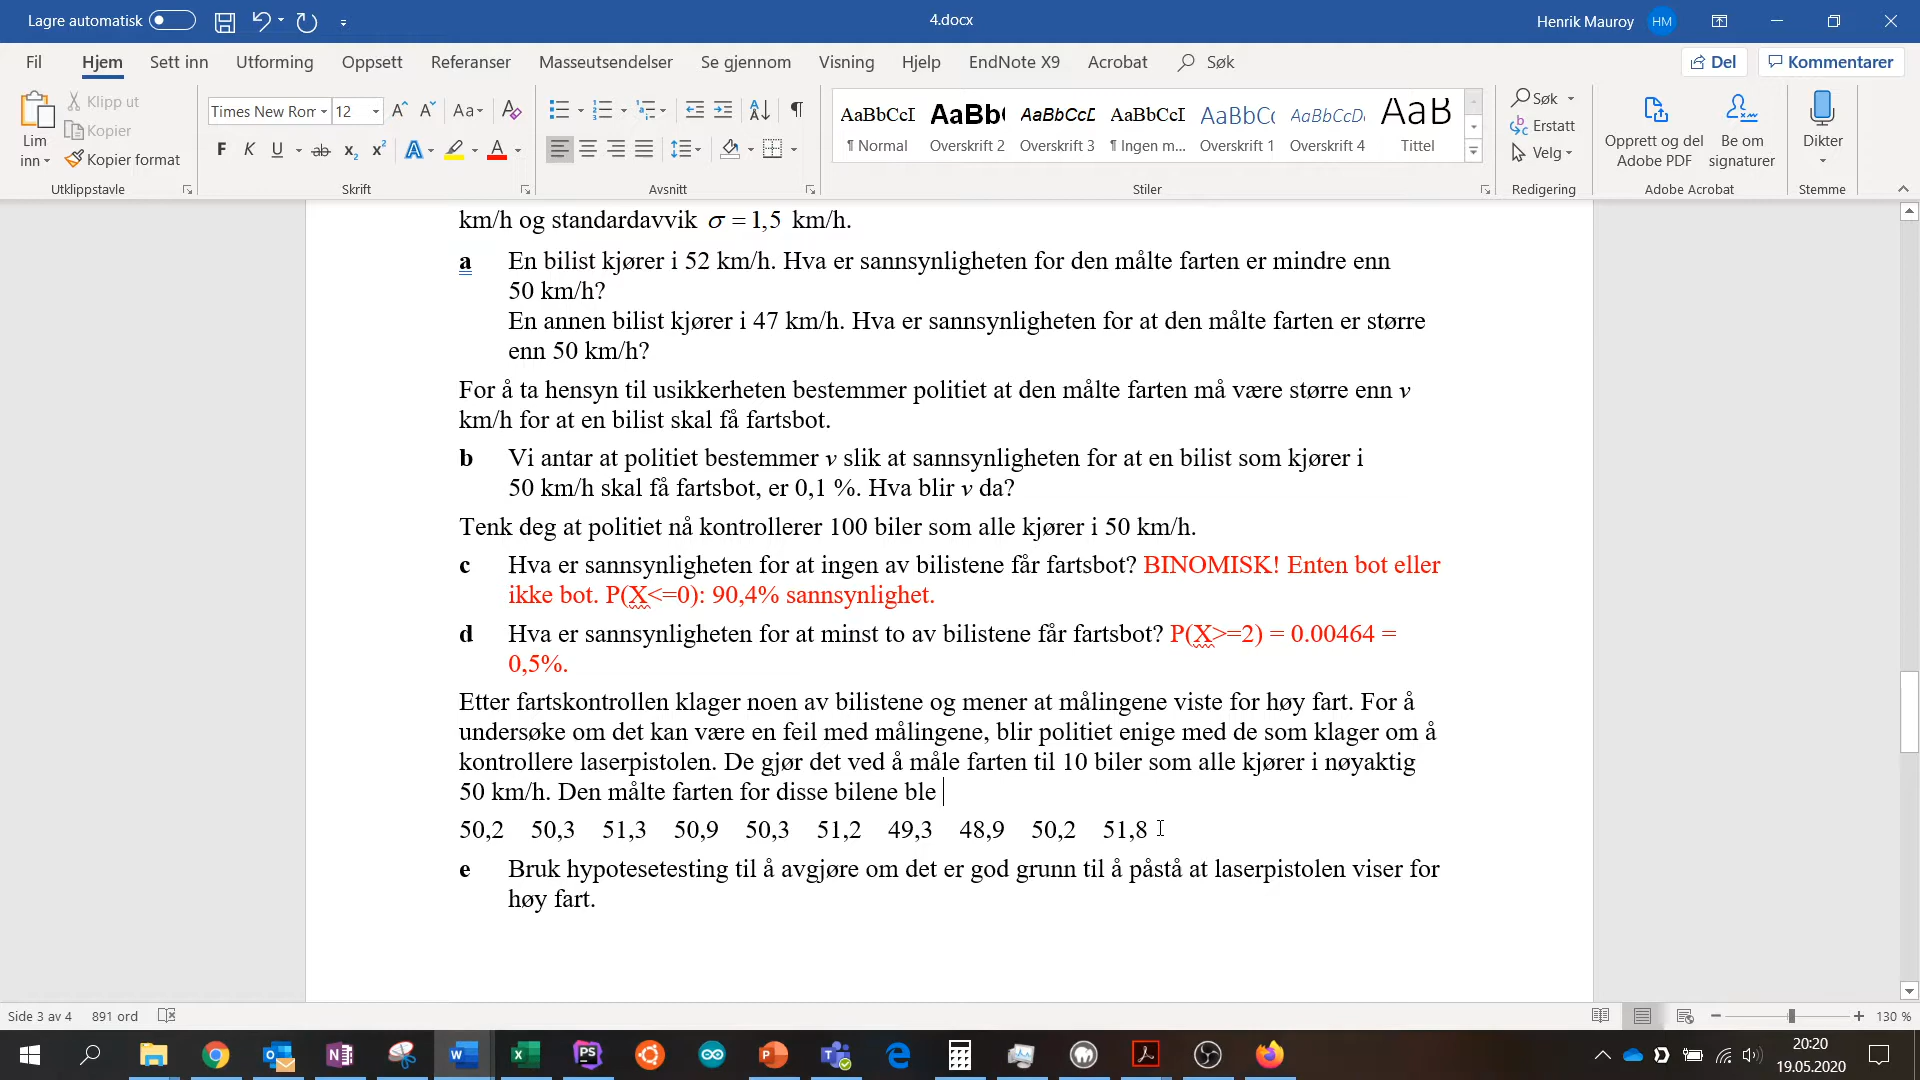 Lagre automatisk
4.docx
Henrik Mauroy HM
Fil Hjem Sett inn Utforming Oppsett Referanser Masseutsendelser Se gjennom Visning Hjelp EndNote X9 Acrobat Søk Del Kommentarer
Lim inn
Klipp ut
Kopier
Kopier format
Utklippstavle
Times New Rom 12
Skrift
Avsnitt
AaBbCcI AaBb( AaBbCcD AaBbCcI AaBbC( AaBbCcDı AaB
¶ Normal Overskrift 2 Overskrift 3 ¶ Ingen m... Overskrift 1 Overskrift 4 Tittel
Stiler
Søk
Erstatt
Velg
Redigering
Opprett og del Adobe PDF
Be om signaturer
Adobe Acrobat
Dikter
Stemme
km/h og standardavvik σ = 1,5 km/h.
a En bilist kjører i 52 km/h. Hva er sannsynligheten for den målte farten er mindre enn
50 km/h?
En annen bilist kjører i 47 km/h. Hva er sannsynligheten for at den målte farten er større
enn 50 km/h?
For å ta hensyn til usikkerheten bestemmer politiet at den målte farten må være større enn v
km/h for at en bilist skal få fartsbot.
b Vi antar at politiet bestemmer v slik at sannsynligheten for at en bilist som kjører i
50 km/h skal få fartsbot, er 0,1 %. Hva blir v da?
Tenk deg at politiet nå kontrollerer 100 biler som alle kjører i 50 km/h.
c Hva er sannsynligheten for at ingen av bilistene får fartsbot? BINOMISK! Enten bot eller
ikke bot. P(X<=0): 90,4% sannsynlighet.
d Hva er sannsynligheten for at minst to av bilistene får fartsbot? P(X>=2) = 0.00464 =
0,5%.
Etter fartskontrollen klager noen av bilistene og mener at målingene viste for høy fart. For å
undersøke om det kan være en feil med målingene, blir politiet enige med de som klager om å
kontrollere laserpistolen. De gjør det ved å måle farten til 10 biler som alle kjører i nøyaktig
50 km/h. Den målte farten for disse bilene ble
50,2 50,3 51,3 50,9 50,3 51,2 49,3 48,9 50,2 51,8
e Bruk hypotesetesting til å avgjøre om det er god grunn til å påstå at laserpistolen viser for
høy fart.
Side 3 av 4 891 ord 130 %
20:20
19.05.2020